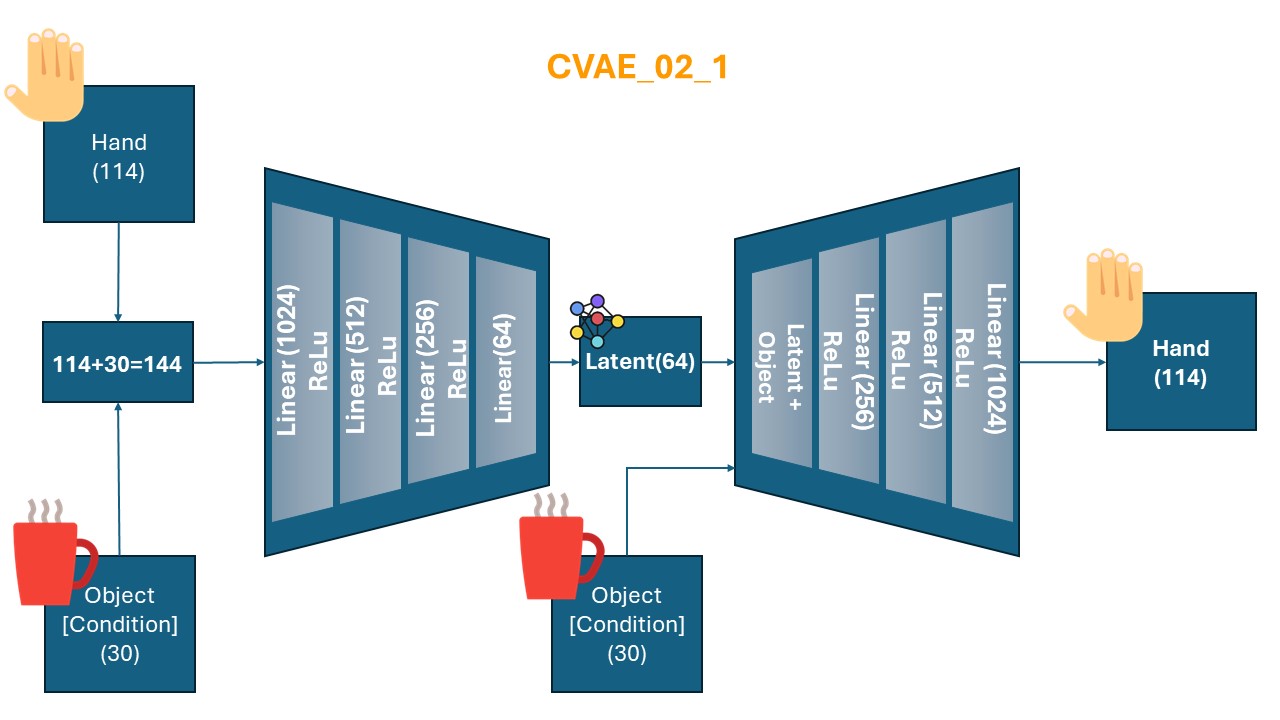 CVAE_02_1
Hand
(114)
114+30=144
Object
[Condition]
(30)
Linear (1024)
ReLu
Linear (512)
ReLu
Linear (256)
ReLu
Linear(64)
Latent(64)
Object
[Condition]
(30)
Latent +
Object
Linear (256)
ReLu
Linear (512)
ReLu
Linear (1024)
ReLu
Hand
(114)